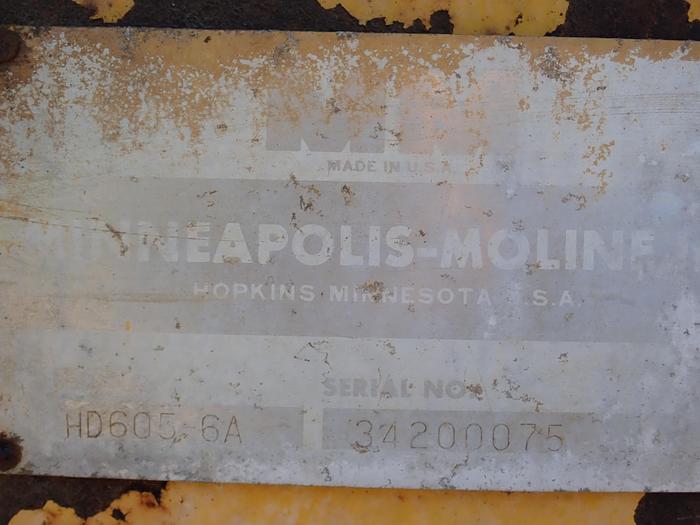 MADE IN U.S.A.
MINNEAPOLIS-MOLINE
HOPKINS MINNESOTA U.S.A.
SERIAL NO.
HD605-6A 34200075